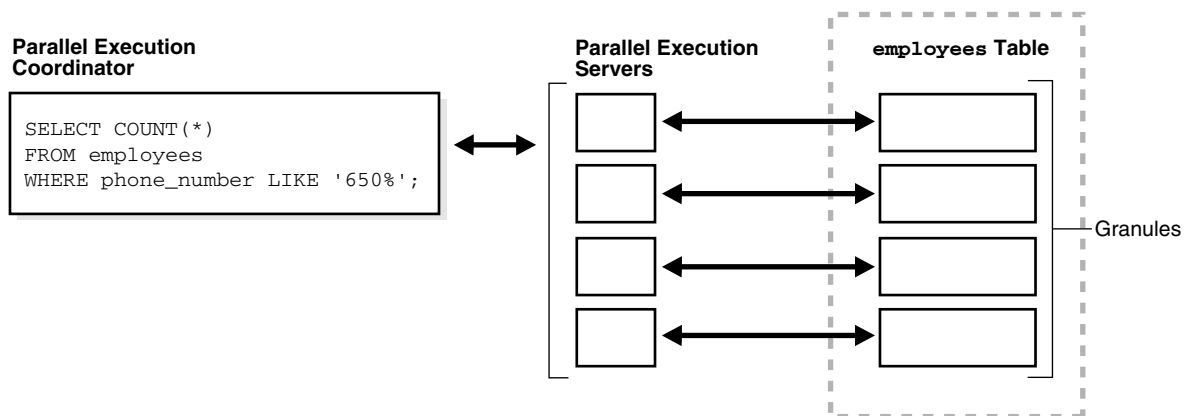 Parallel Execution
Coordinator
SELECT COUNT(*)
FROM employees
WHERE phone_number LIKE '650%';
Parallel Execution
Servers
employees Table
Granules